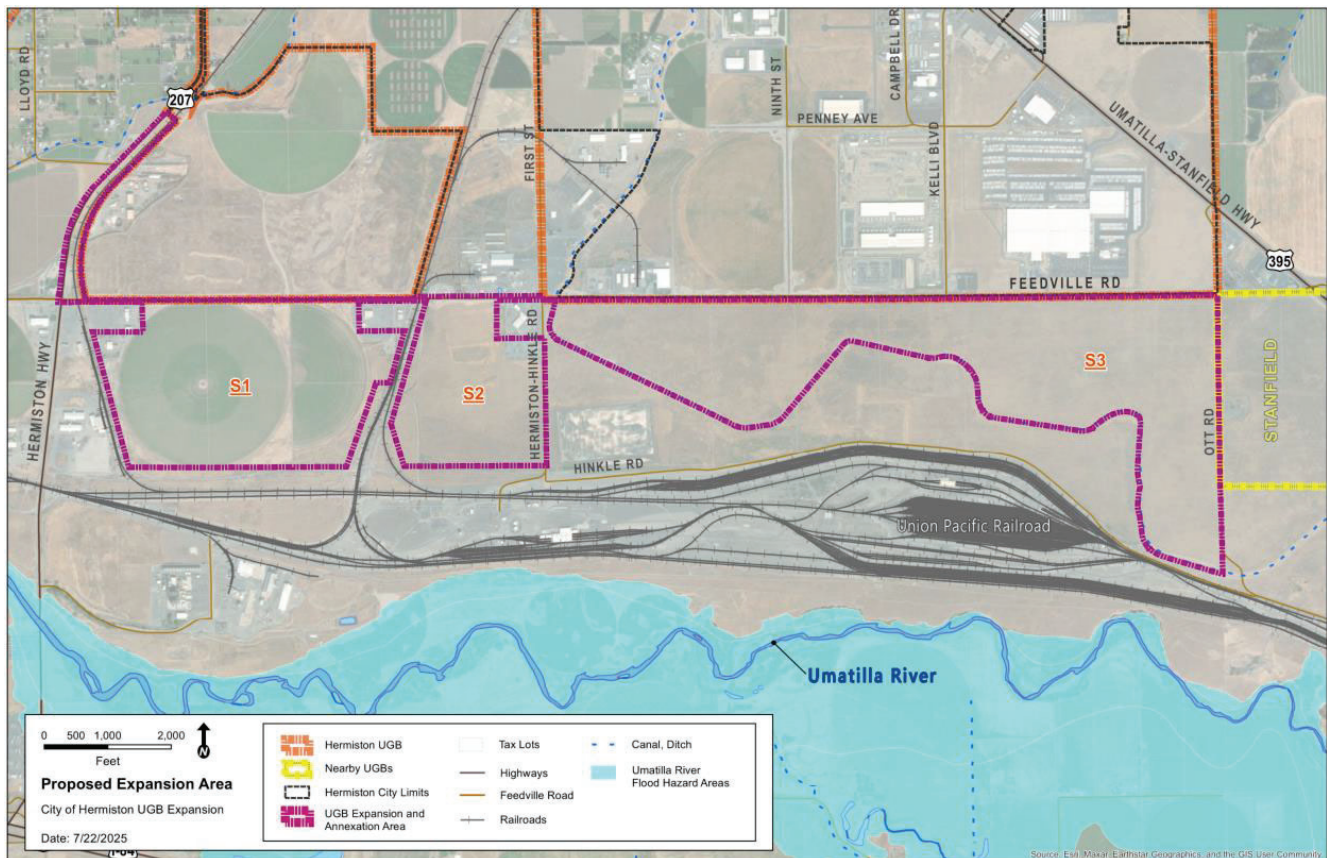 LLOYD RD
207
FIRST ST
NINTH ST
CAMPBELL DR
PENNEY AVE
KELLI BLVD
UMATILLA-STANFIELD HWY
395
FEEDVILLE RD
HERMISTON HWY
S1
S2
HERMISTON-HINKLE RD
S3
OTT RD
STANFIELD
HINKLE RD
Union Pacific Railroad
Umatilla River
0 500 1,000 2,000
Feet
N
Proposed Expansion Area
City of Hermiston UGB Expansion
Date: 7/22/2025
Hermiston UGB
Nearby UGBs
Hermiston City Limits
UGB Expansion and
Annexation Area
Tax Lots
Highways
Feedville Road
Railroads
Canal, Ditch
Umatilla River
Flood Hazard Areas
I-84
Source: Esri, Maxar, Earthstar Geographics, and the GIS User Community